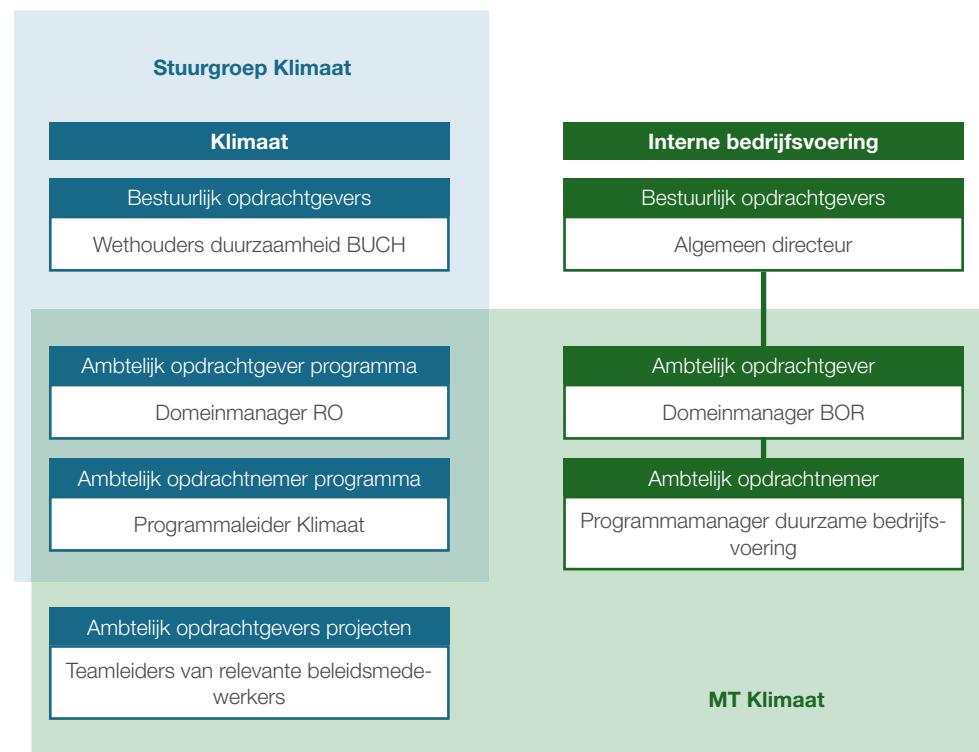 Stuurgroep Klimaat
Klimaat
Bestuurlijk opdrachtgevers
Wethouders duurzaamheid BUCH
Ambtelijk opdrachtgever programma
Domeinmanager RO
Ambtelijk opdrachtnemer programma
Programmaleider Klimaat
Ambtelijk opdrachtgevers projecten
Teamleiders van relevante beleidsmede-
werkers
Interne bedrijfsvoering
Bestuurlijk opdrachtgevers
Algemeen directeur
Ambtelijk opdrachtgever
Domeinmanager BOR
Ambtelijk opdrachtnemer
Programmamanager duurzame bedrijfs-
voering
MT Klimaat